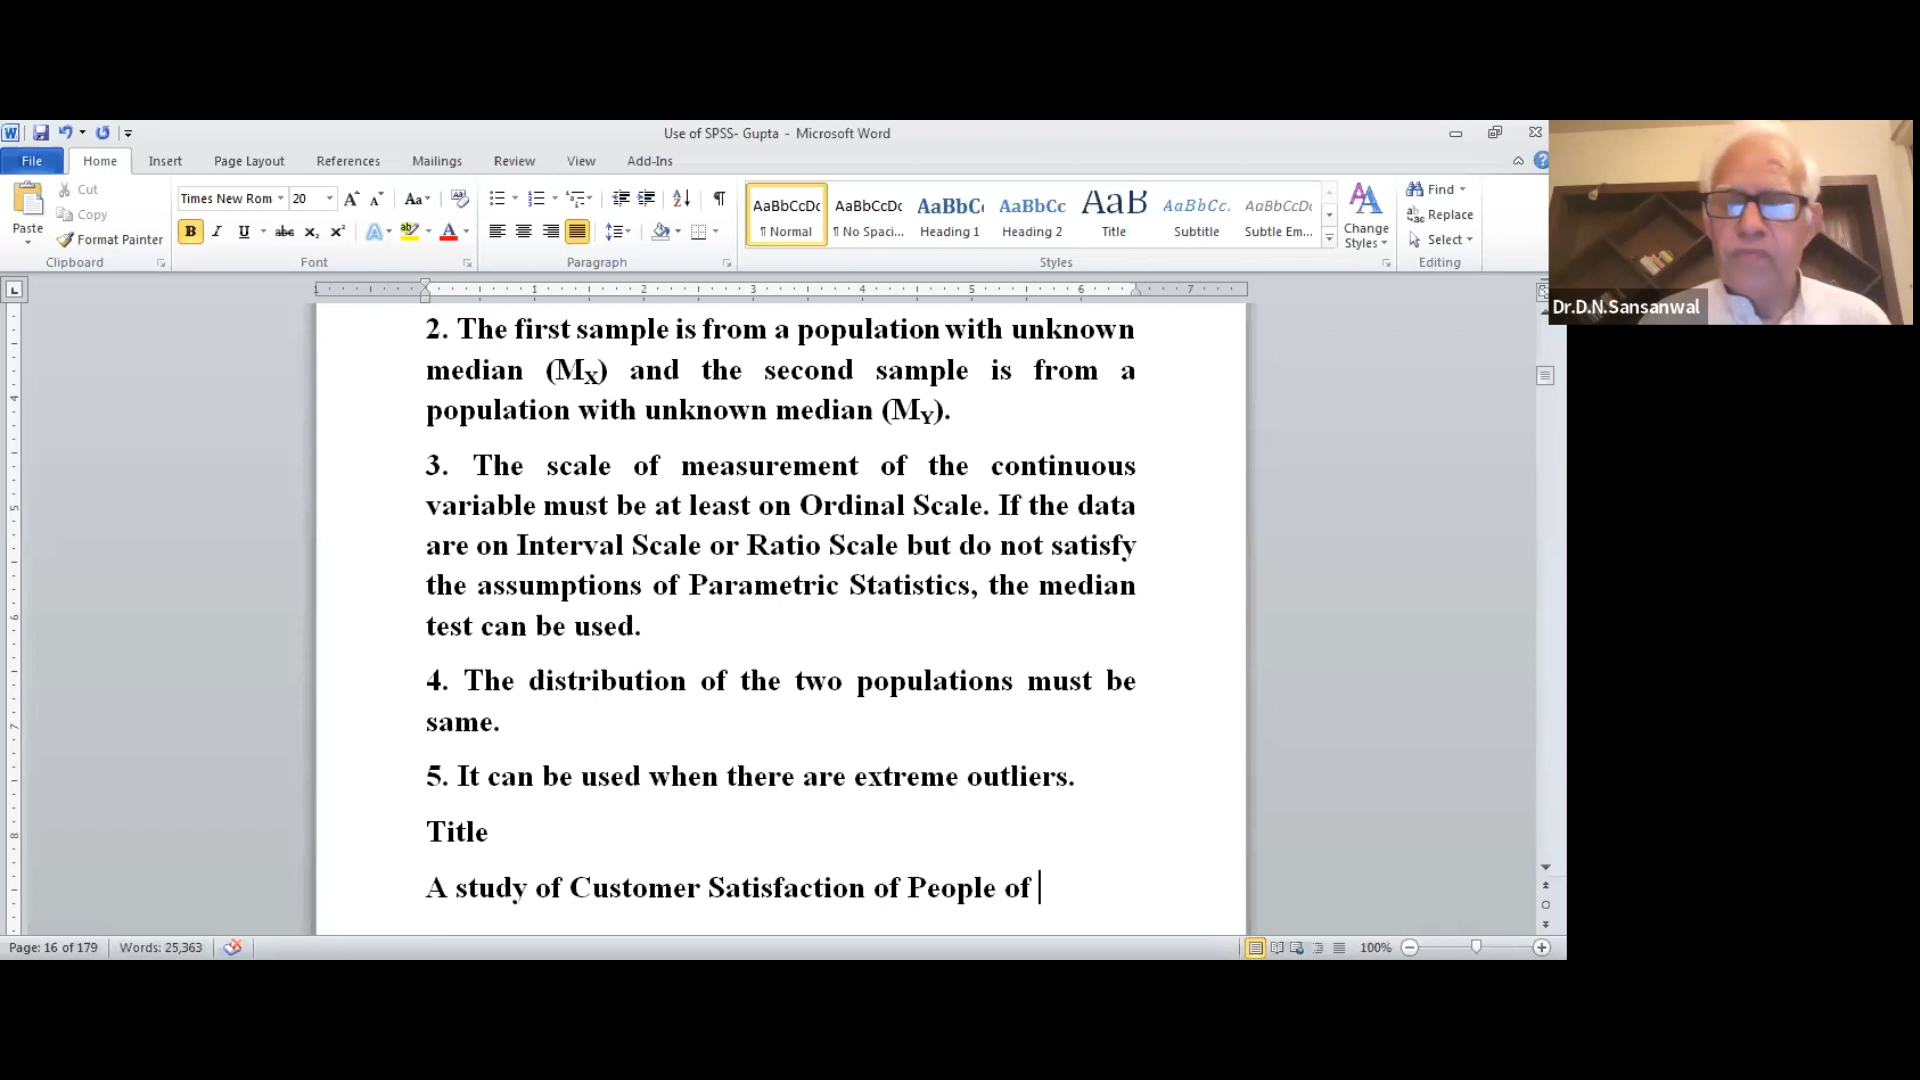 Use of SPSS- Gupta - Microsoft Word
File Home Insert Page Layout References Mailings Review View Add-Ins
Paste
Cut
Copy
Format Painter
Clipboard
Times New Rom 20
Font
Paragraph
AaBbCcDc AaBbCcDc AaBbC AaBbCc AaB AaBbCc. AaBbCcDc
¶ Normal ¶ No Spaci... Heading 1 Heading 2 Title Subtitle Subtle Em...
Change
Styles
Styles
Find
Replace
Select
Editing
Dr.D.N.Sansanwal
2. The first sample is from a population with unknown
median (MX) and the second sample is from a
population with unknown median (MY).
3. The scale of measurement of the continuous
variable must be at least on Ordinal Scale. If the data
are on Interval Scale or Ratio Scale but do not satisfy
the assumptions of Parametric Statistics, the median
test can be used.
4. The distribution of the two populations must be
same.
5. It can be used when there are extreme outliers.
Title
A study of Customer Satisfaction of People of
Page: 16 of 179 Words: 25,363 100%